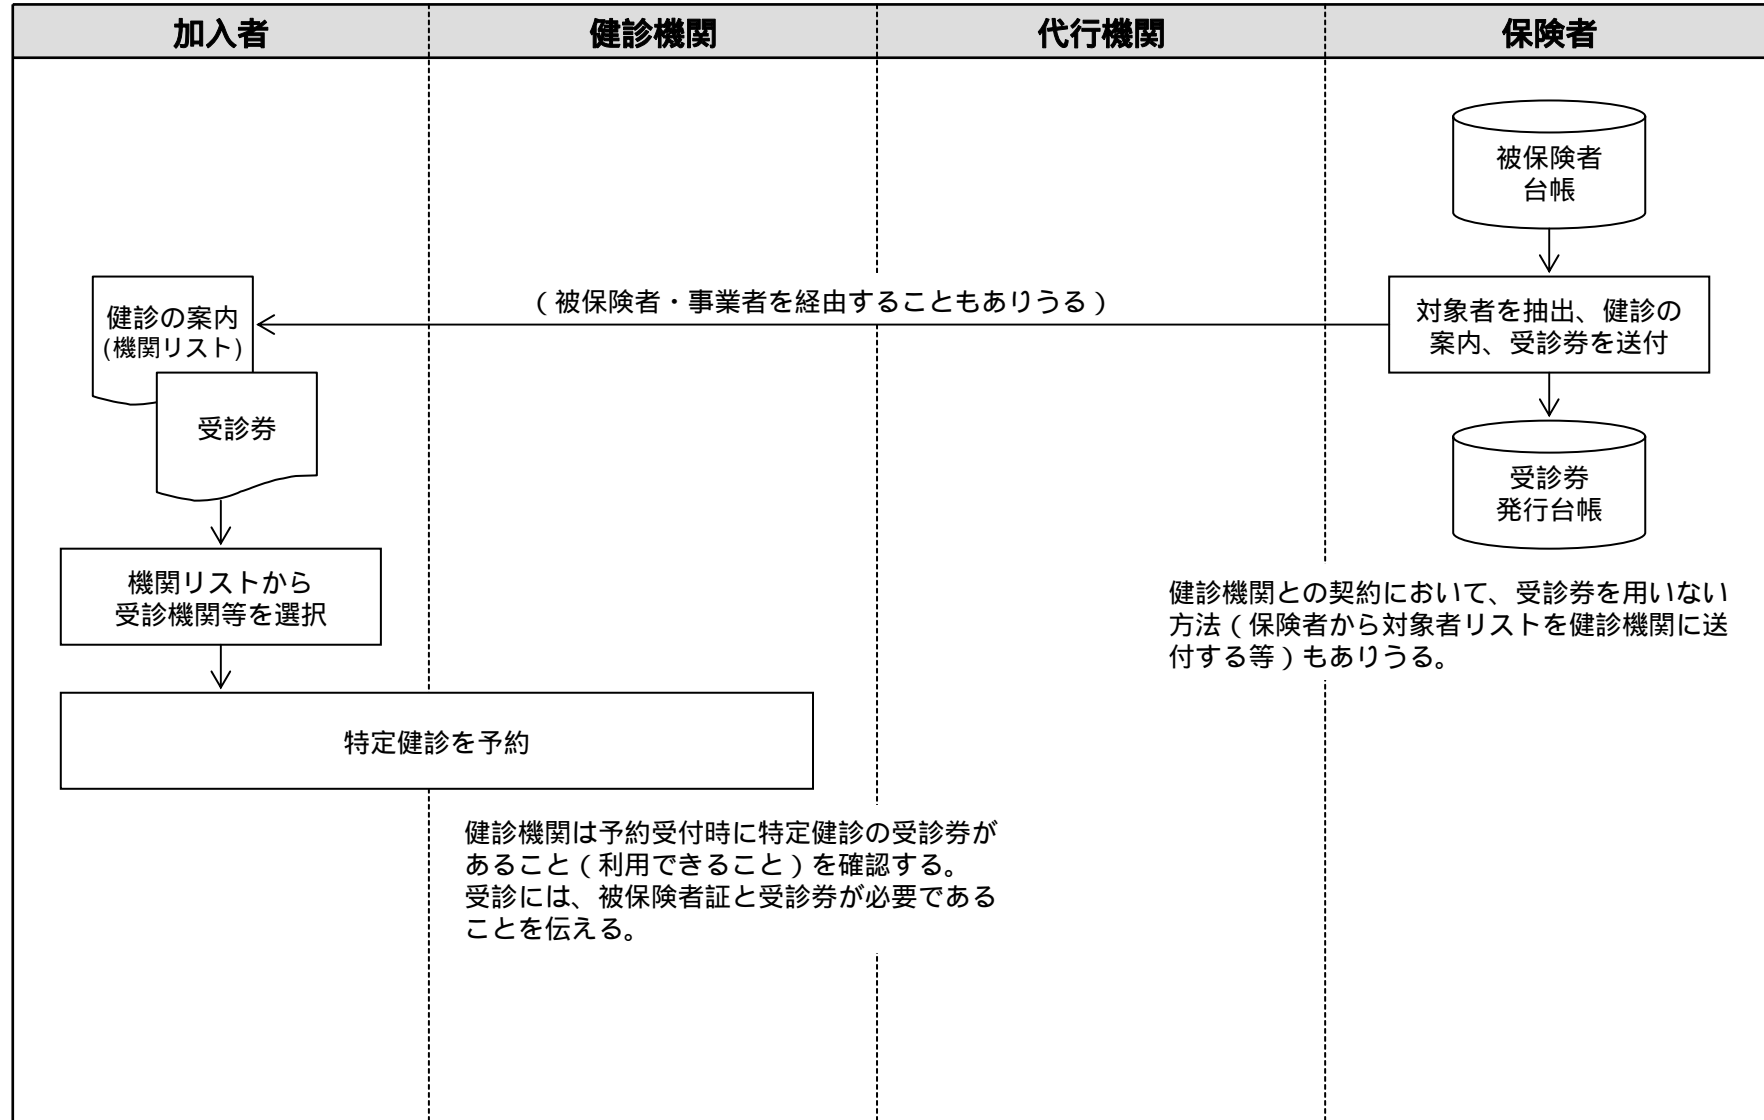 加入者
健診機関
代行機関
保険者
被保険者
台帳
健診の案内
(機関リスト)
(被保険者・事業者を経由することもありうる)
対象者を抽出、健診の
案内、受診券を送付
受診券
受診券
発行台帳
機関リストから
受診機関等を選択
健診機関との契約において、受診券を用いない
方法(保険者から対象者リストを健診機関に送
付する等)もありうる。
特定健診を予約
健診機関は予約受付時に特定健診の受診券が
あること(利用できること)を確認する。
受診には、被保険者証と受診券が必要である
ことを伝える。